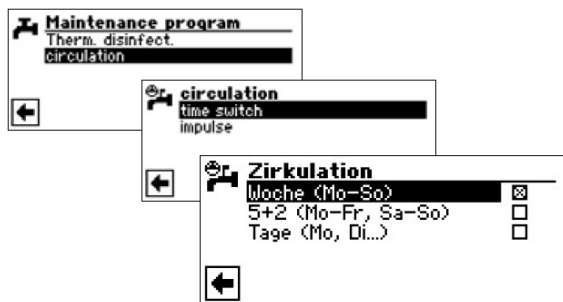 Maintenance program
Therm. disinfect.
circulation
circulation
time switch
impulse
Zirkulation
Woche (Mo-So)
5+2 (Mo-Fr, Sa-So)
Tage (Mo, Di...)